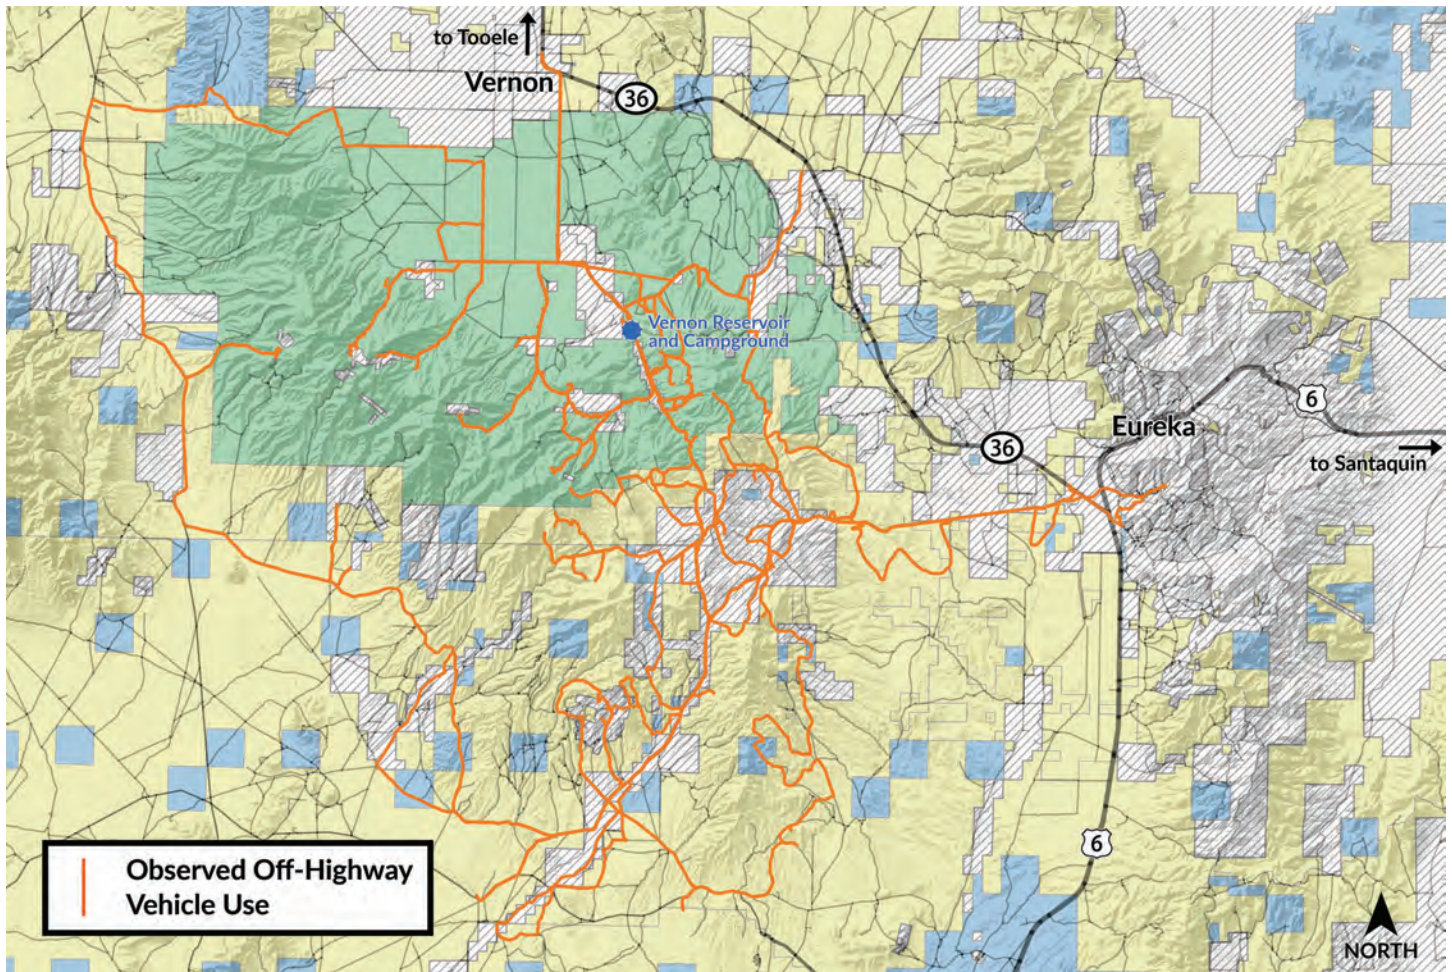 to Tooele
Vernon
36
Vernon Reservoir
and Campground
6
Eureka
36
to Santaquin
6
Observed Off-Highway
Vehicle Use
NORTH